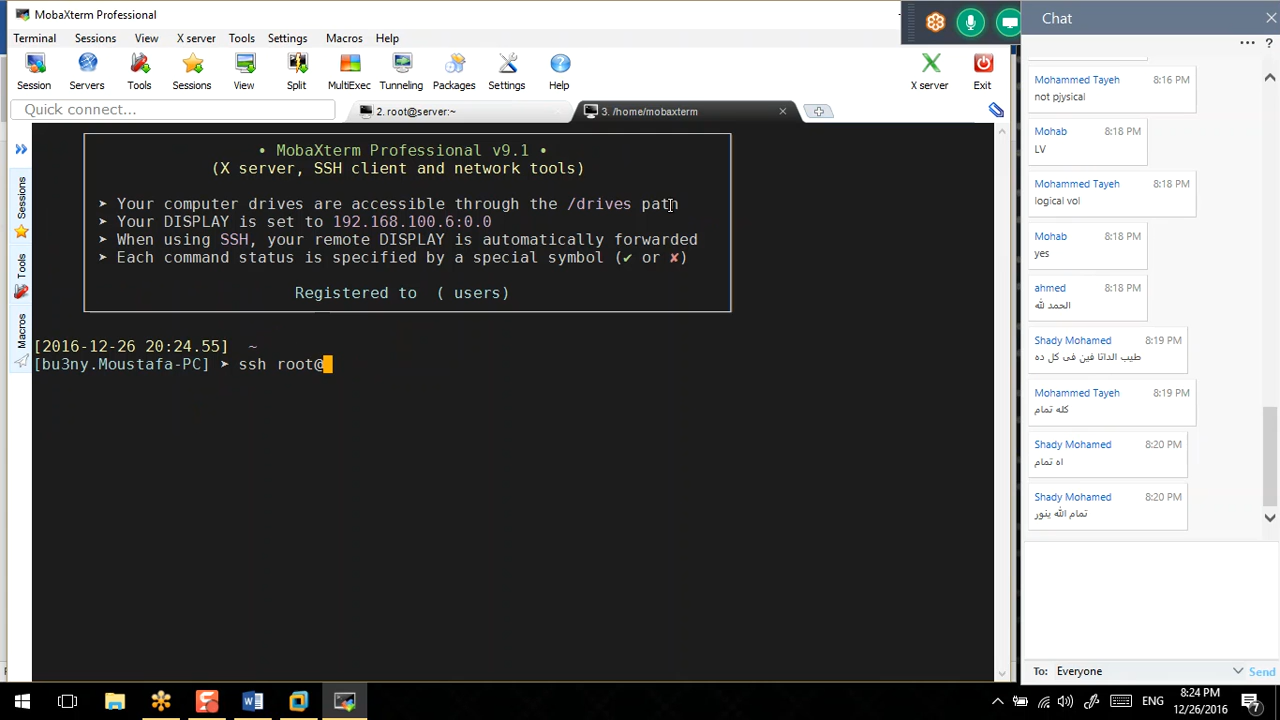 MobaXterm Professional
Terminal Sessions View X server Tools Settings Macros Help
Session Servers Tools Sessions View Split MultiExec Tunneling Packages Settings Help X server Exit
Quick connect...
2. root@server:~
3. /home/mobaxterm
Sessions
Tools
Macros
• MobaXterm Professional v9.1 •
(X server, SSH client and network tools)
➤ Your computer drives are accessible through the /drives path
➤ Your DISPLAY is set to 192.168.100.6:0.0
➤ When using SSH, your remote DISPLAY is automatically forwarded
➤ Each command status is specified by a special symbol (✔ or ✘)
Registered to ( users)
[2016-12-26 20:24.55] ~
[bu3ny.Moustafa-PC] ➤ ssh root@
Chat
Mohammed Tayeh 8:16 PM
not pjysical
Mohab 8:18 PM
LV
Mohammed Tayeh 8:18 PM
logical vol
Mohab 8:18 PM
yes
ahmed 8:18 PM
الحمد لله
Shady Mohamed 8:19 PM
طيب الداتا فين فى كل ده
Mohammed Tayeh 8:19 PM
كله تمام
Shady Mohamed 8:20 PM
اه تمام
Shady Mohamed 8:20 PM
تمام الله ينور
To: Everyone Send
ENG
8:24 PM
12/26/2016
7